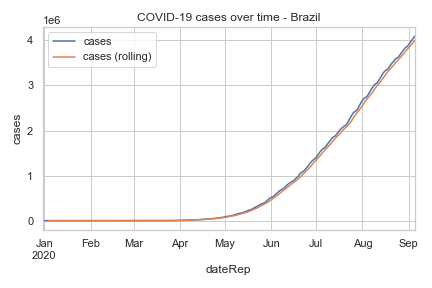 COVID-19 cases over time - Brazil
1e6
cases
cases (rolling)
4
3
2
1
0
cases
Jan Feb Mar Apr May Jun Jul Aug Sep
2020
dateRep